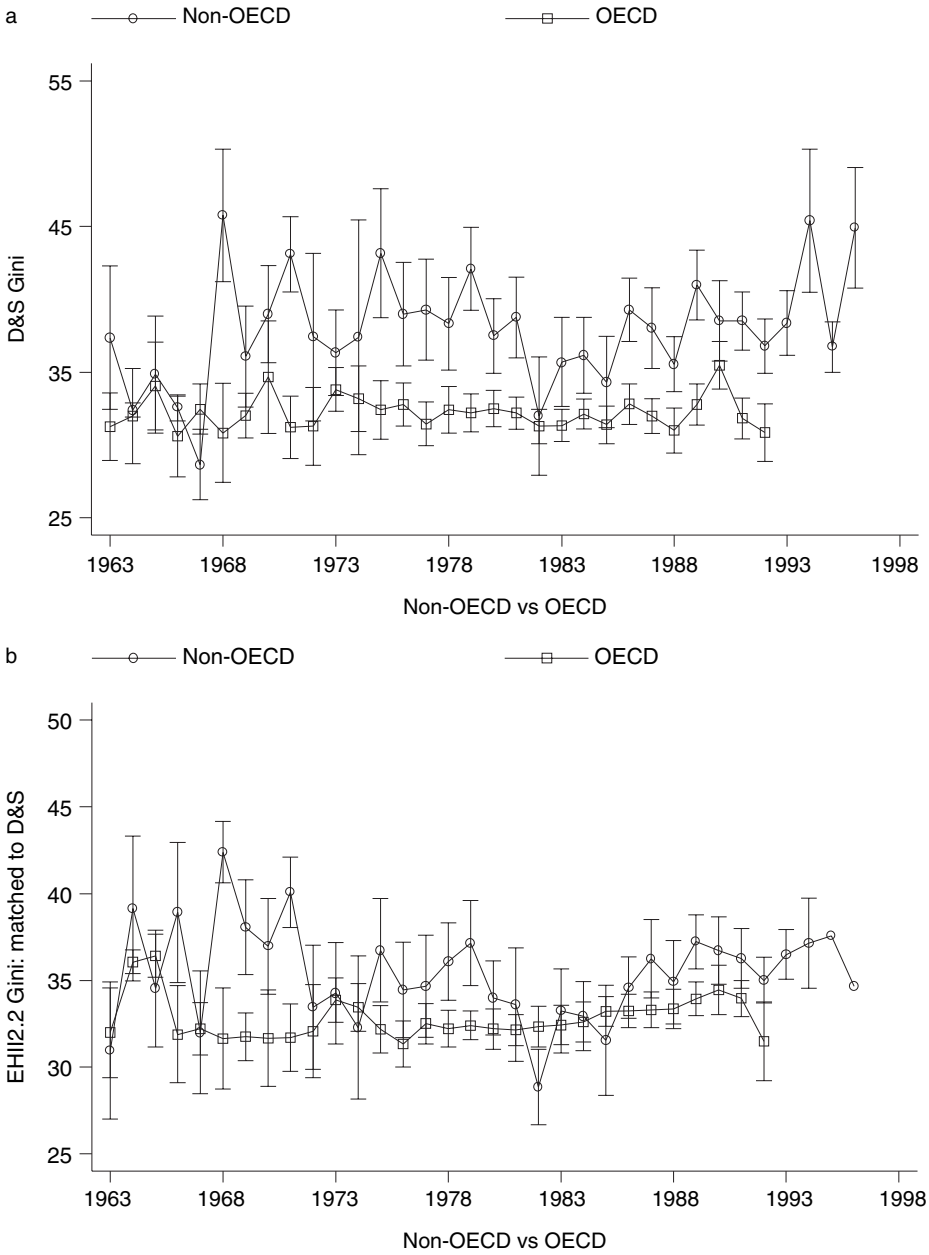 a
Non-OECD OECD
55
45
35
25
D&S Gini
1963 1968 1973 1978 1983 1988 1993 1998
Non-OECD vs OECD
b
Non-OECD OECD
50
45
40
35
30
25
EHII2.2 Gini: matched to D&S
1963 1968 1973 1978 1983 1988 1993 1998
Non-OECD vs OECD